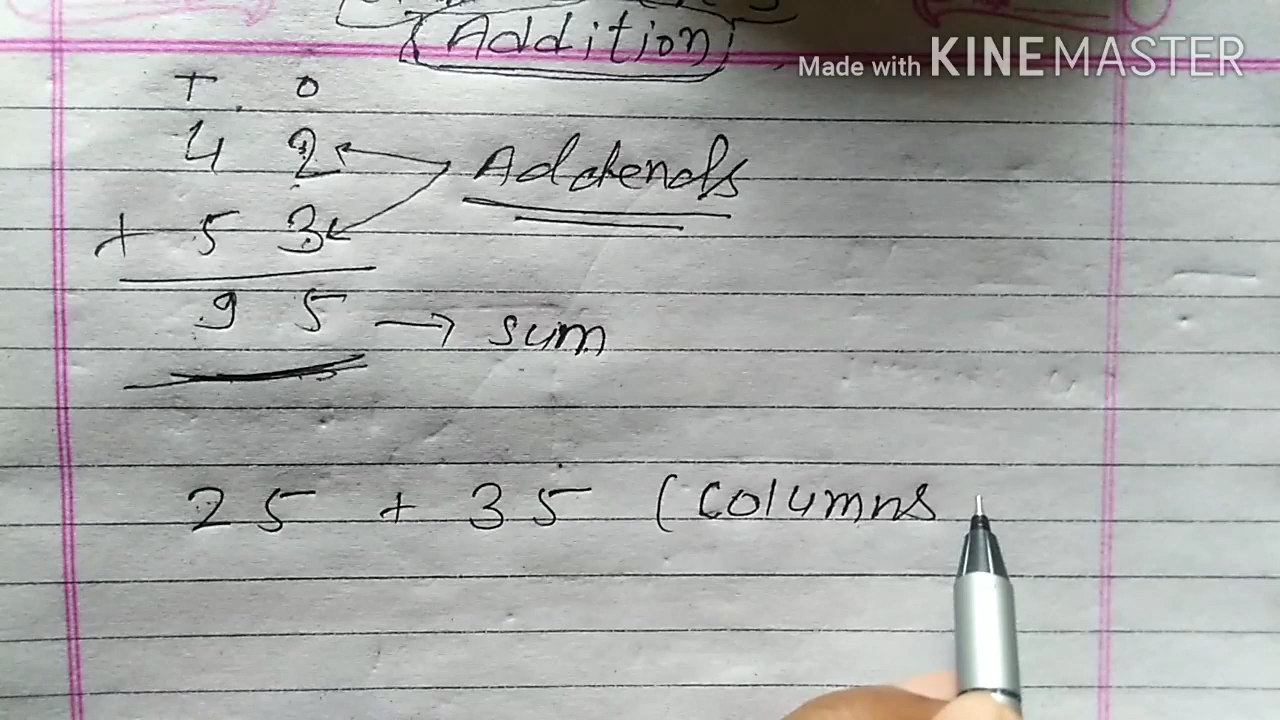 Addition
Made with KINEMASTER
T O
4 2
Addends
+ 5 3
9 5 → sum
25 + 35 (columns